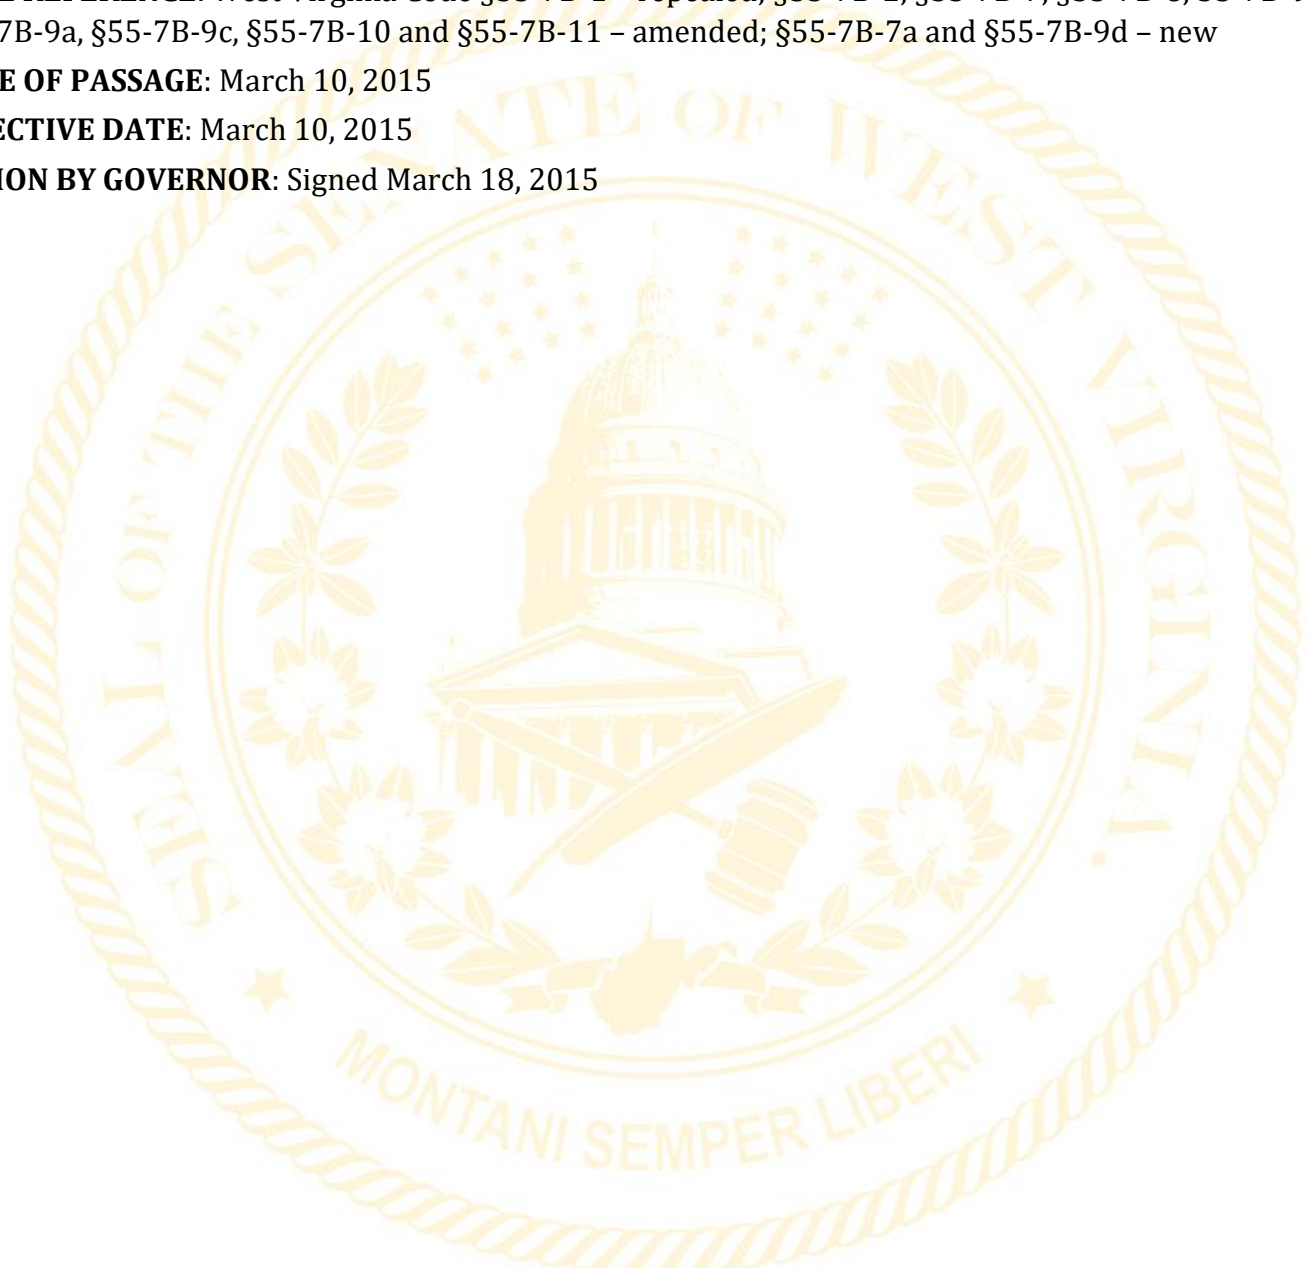 7B-9a, §55-7B-9c, §55-7B-10 and §55-7B-11 – amended; §55-7B-7a and §55-7B-9d – new
E OF PASSAGE: March 10, 2015
ECTIVE DATE: March 10, 2015
ION BY GOVERNOR: Signed March 18, 2015
SEAL OF THE SENATE OF WEST VIRGINIA
MONTANI SEMPER LIBERI